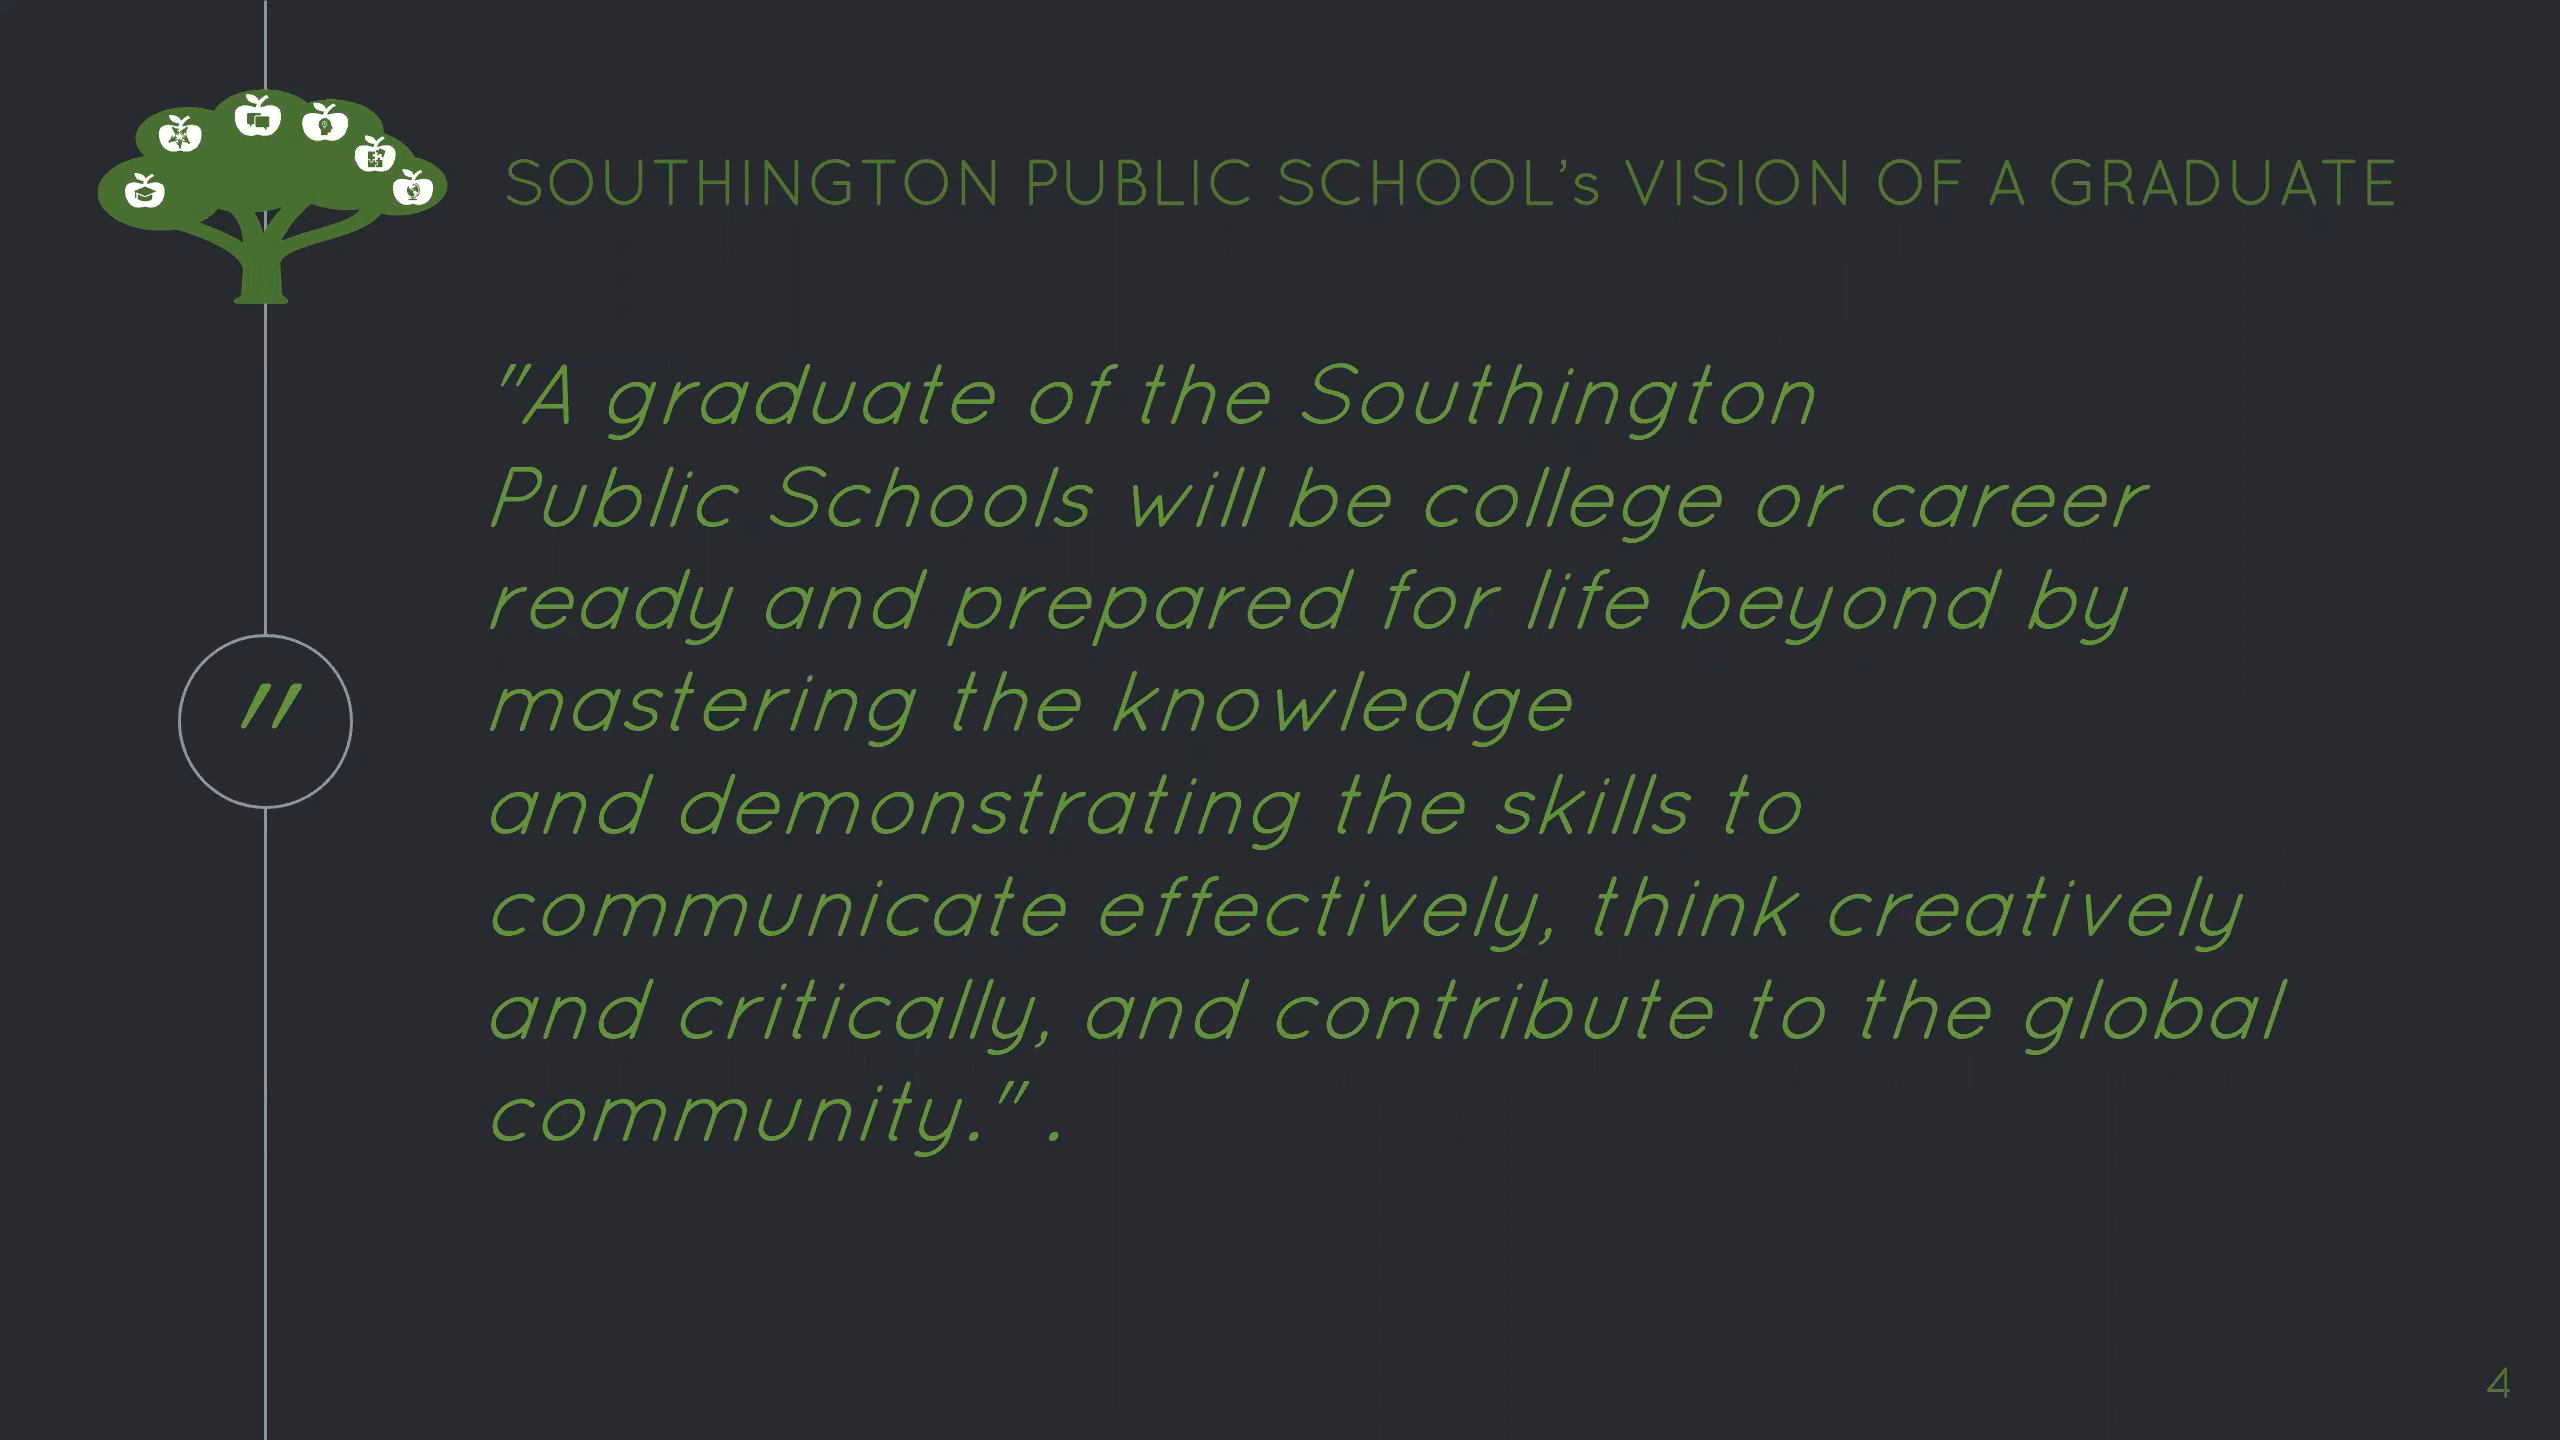 SOUTHINGTON PUBLIC SCHOOL’s VISION OF A GRADUATE
"A graduate of the Southington
Public Schools will be college or career
ready and prepared for life beyond by
mastering the knowledge
and demonstrating the skills to
communicate effectively, think creatively
and critically, and contribute to the global
community." .
"
4